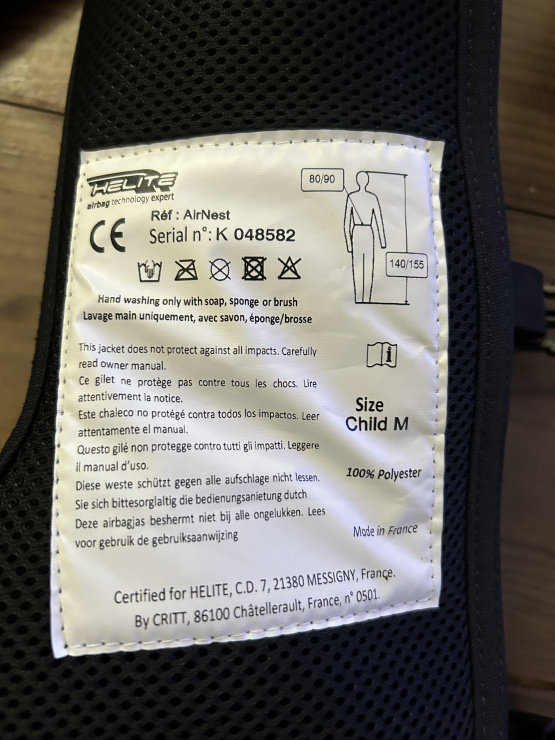 HELITE
airbag technology expert
80/90
Réf : AirNest
CE
Serial n°: K 048582
140/155
Hand washing only with soap, sponge or brush
Lavage main uniquement, avec savon, éponge/brosse
This jacket does not protect against all impacts. Carefully
read owner manual.
Ce gilet ne protège pas contre tous les chocs. Lire
attentivement la notice.
Este chaleco no protegé contro todos los impactos. Leer
attentamente el manual.
Questo gilé non protegge contro tutti gli impatti. Leggere
il manual d'uso.
Diese weste schützt gegen alle aufschlage nicht lessen.
Sie sich bittesorglaltig die bedienungsanietung dutch
Deze airbagjas beshermt niet bij alle ongelukken. Lees
voor gebruik de gebruiksaanwijzing
i
Size
Child M
100% Polyester
Made in France
Certified for HELITE, C.D. 7, 21380 MESSIGNY, France.
By CRITT, 86100 Châtellerault, France, n° 0501.